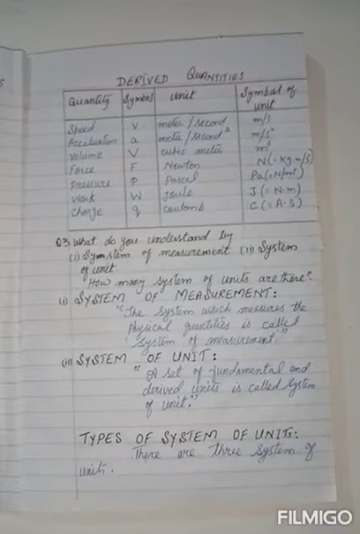 DERIVED QUANTITIES
Quantity Symbol Unit Symbol of
unit
Speed V meter/second m/s
Acceleration a meter/second² m/s²
Volume V cubic meter m³
Force F Newton N
Pressure P Pascal Pa(=N/m²)
Work W Joule J (=N.m)
Charge q coulomb C (=A.S)
Q3 What do you understand by
(i) System of measurement (ii) System
of unit.
How many system of units are there?
(i) SYSTEM OF MEASUREMENT:
"The System which measures the
Physical quantities is called
'System of measurement'"
(ii) SYSTEM OF UNIT:
"A set of fundamental and
derived units is called System
of unit."
TYPES OF SYSTEM OF UNITS:
There are three System of
units.
FILMIGO